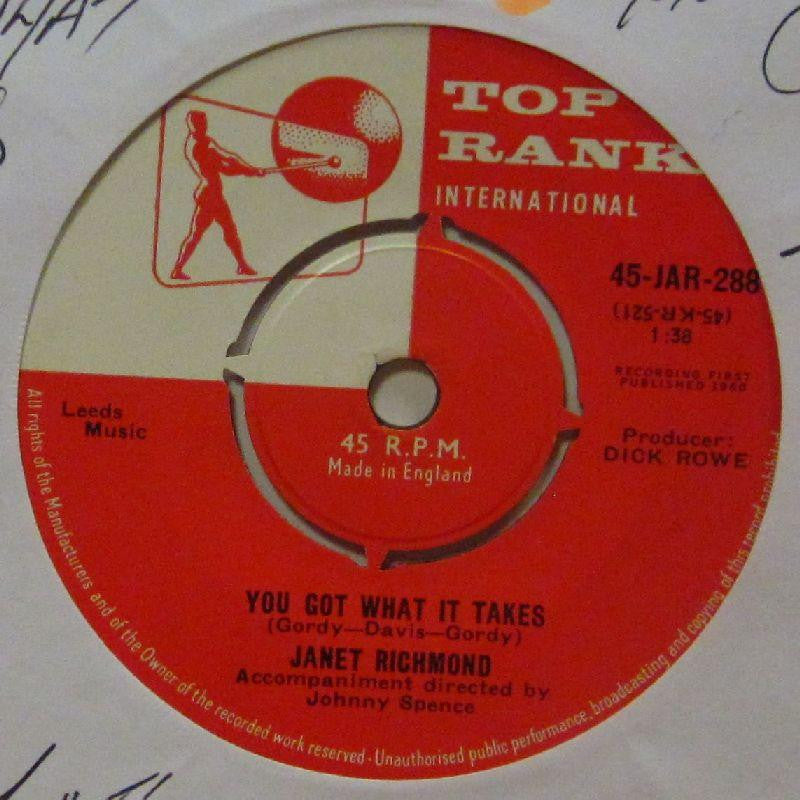 TOP
RANK
INTERNATIONAL
45-JAR-288
(45-KR-521)
1:38
RECORDING FIRST
PUBLISHED 1960
Leeds
Music
Producer:
DICK ROWE
45 R.P.M.
Made in England
YOU GOT WHAT IT TAKES
(Gordy—Davis—Gordy)
JANET RICHMOND
Accompaniment directed by
Johnny Spence
All rights of the Manufacturers and of the Owner of the recorded work reserved - Unauthorised public performance, broadcasting and copying of this record prohibited